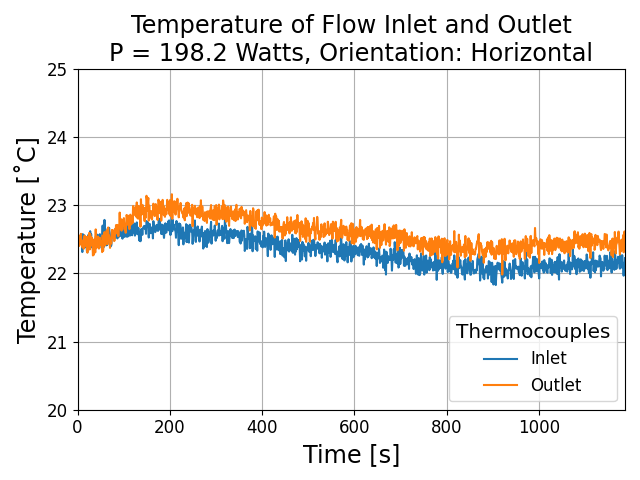 Temperature of Flow Inlet and Outlet
P = 198.2 Watts, Orientation: Horizontal
25
24
23
22
21
20
Temperature [˚C]
Thermocouples
Inlet
Outlet
0 200 400 600 800 1000
Time [s]